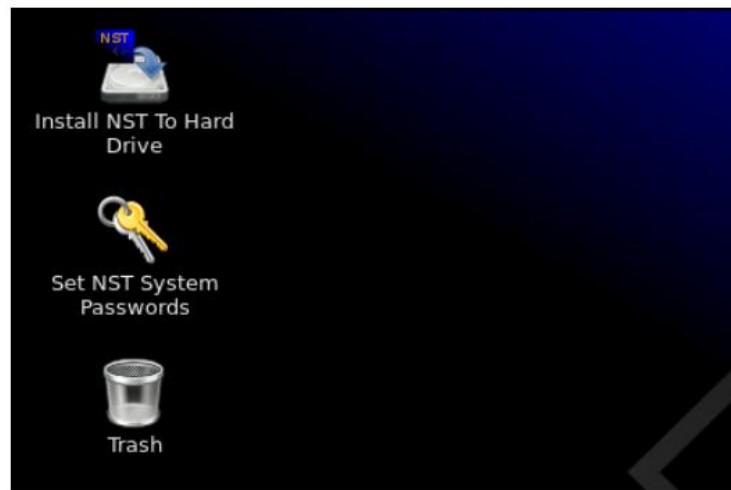 NST
Install NST To Hard
Drive
Set NST System
Passwords
Trash